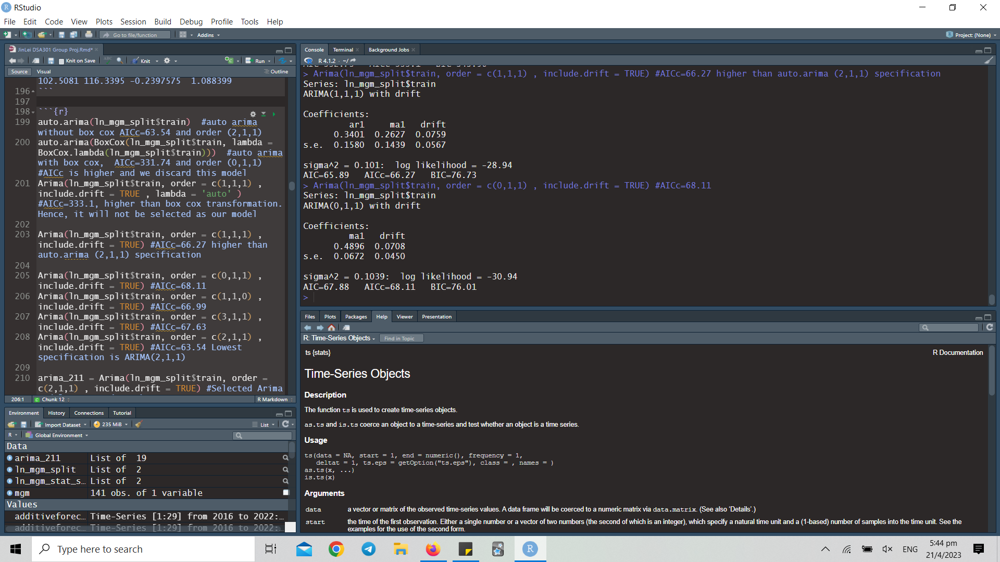 RStudio
File Edit Code View Plots Session Build Debug Profile Tools Help
Go to file/function
Addins
Project: (None)
JinLei DSA301 Group Proj.Rmd*
Knit on Save
ABC
Knit
Run
Source Visual
Outline
102.5081 116.3395 -0.2397575 1.088399
196 ```
197
198 ```{r}
199 auto.arima(ln_mgm_split$train) #auto arima
without box cox AICc=63.54 and order (2,1,1)
200 auto.arima(BoxCox(ln_mgm_split$train, lambda =
BoxCox.lambda(ln_mgm_split$train))) #auto arima
with box cox, AICc=331.74 and order (0,1,1)
#AICc is higher and we discard this model
201 Arima(ln_mgm_split$train, order = c(1,1,1) ,
include.drift = TRUE , lambda = 'auto' )
#AICc=333.1, higher than box cox transformation.
Hence, it will not be selected as our model
202
203 Arima(ln_mgm_split$train, order = c(1,1,1) ,
include.drift = TRUE) #AICc=66.27 higher than
auto.arima (2,1,1) specification
204
205 Arima(ln_mgm_split$train, order = c(0,1,1) ,
include.drift = TRUE) #AICc=68.11
206 Arima(ln_mgm_split$train, order = c(1,1,0) ,
include.drift = TRUE) #AICc=66.99
207 Arima(ln_mgm_split$train, order = c(3,1,1) ,
include.drift = TRUE) #AICc=67.63
208 Arima(ln_mgm_split$train, order = c(2,1,1) ,
include.drift = TRUE) #AICc=63.54 Lowest
specification is ARIMA(2,1,1)
209
210 arima_211 = Arima(ln_mgm_split$train, order =
c(2,1,1) , include.drift = TRUE) #Selected Arima
206:1 Chunk 12 R Markdown
Environment History Connections Tutorial
Import Dataset 235 MiB List
R Global Environment
Data
arima_211 List of 19
ln_mgm_split List of 2
ln_mgm_stat_s… List of 2
mgm 141 obs. of 1 variable
Values
additiveforec… Time-Series [1:29] from 2016 to 2022:…
additiveforec… Time-Series [1:29] from 2016 to 2022:…
Console Terminal Background Jobs
R 4.1.2 · ~/
> Arima(ln_mgm_split$train, order = c(1,1,1) , include.drift = TRUE) #AICc=66.27 higher than auto.arima (2,1,1) specification
Series: ln_mgm_split$train
ARIMA(1,1,1) with drift
Coefficients:
ar1 ma1 drift
0.3401 0.2627 0.0759
s.e. 0.1580 0.1439 0.0567
sigma^2 = 0.101: log likelihood = -28.94
AIC=65.89 AICc=66.27 BIC=76.73
> Arima(ln_mgm_split$train, order = c(0,1,1) , include.drift = TRUE) #AICc=68.11
Series: ln_mgm_split$train
ARIMA(0,1,1) with drift
Coefficients:
ma1 drift
0.4896 0.0708
s.e. 0.0672 0.0450
sigma^2 = 0.1039: log likelihood = -30.94
AIC=67.88 AICc=68.11 BIC=76.01
>
Files Plots Packages Help Viewer Presentation
R: Time-Series Objects Find in Topic
ts {stats} R Documentation
Time-Series Objects
Description
The function ts is used to create time-series objects.
as.ts and is.ts coerce an object to a time-series and test whether an object is a time series.
Usage
ts(data = NA, start = 1, end = numeric(), frequency = 1,
deltat = 1, ts.eps = getOption("ts.eps"), class = , names = )
as.ts(x, ...)
is.ts(x)
Arguments
data a vector or matrix of the observed time-series values. A data frame will be coerced to a numeric matrix via data.matrix. (See also ‘Details’.)
start the time of the first observation. Either a single number or a vector of two numbers (the second of which is an integer), which specify a natural time unit and a (1-based) number of samples into the time unit. See the
examples for the use of the second form.
Type here to search
ENG
5:44 pm
21/4/2023